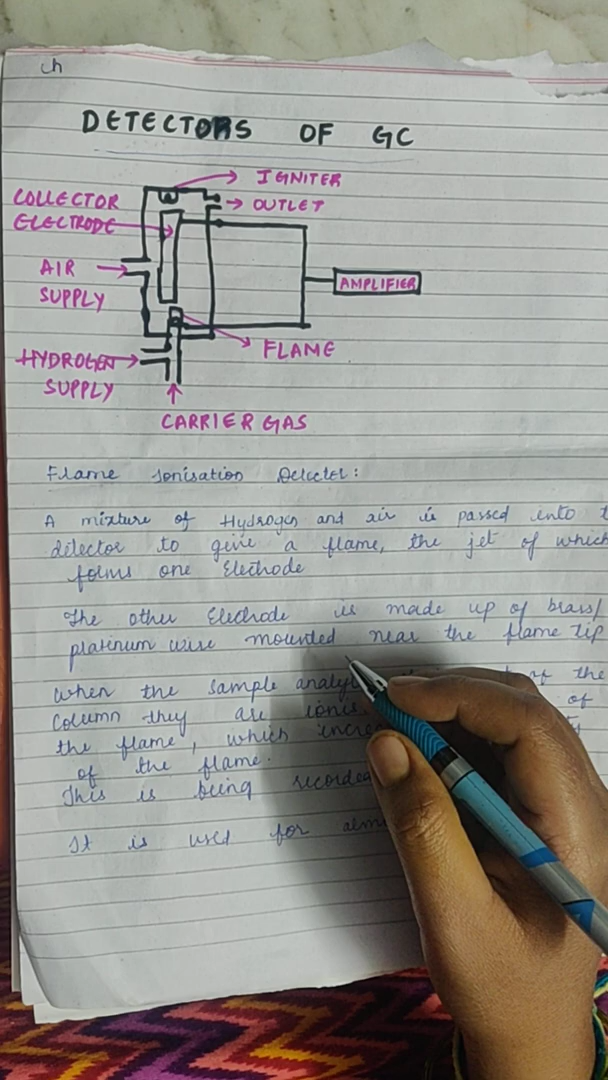 ch
DETECTORS OF GC
IGNITER
COLLECTOR
ELECTRODE
OUTLET
AIR
SUPPLY
AMPLIFIER
FLAME
HYDROGEN
SUPPLY
CARRIER GAS
Flame Ionisation Detector:
A mixture of Hydrogen and air is passed into
detector to give a flame, the jet of which
forms one Electrode
The other Electrode is made up of brass/
platinum wire mounted near the flame tip
When the sample of the
column they are of
the flame, which
of the flame.
This is being recorded
It is used for